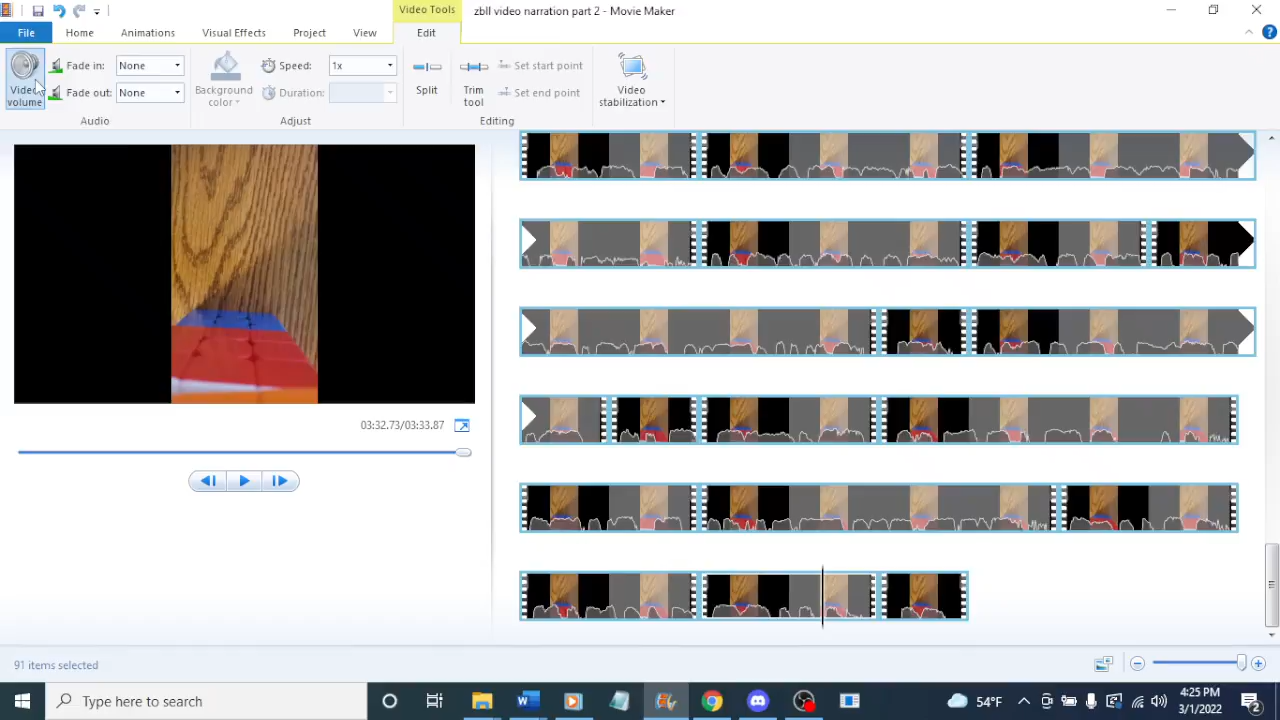 Video Tools
zbll video narration part 2 - Movie Maker
File
Home
Animations
Visual Effects
Project
View
Edit
Video volume
Fade in:
None
Fade out:
None
Audio
Background color
Speed:
1x
Duration:
Adjust
Split
Trim tool
Set start point
Set end point
Editing
Video stabilization
03:32.73/03:33.87
91 items selected
Type here to search
54°F
4:25 PM
3/1/2022
2